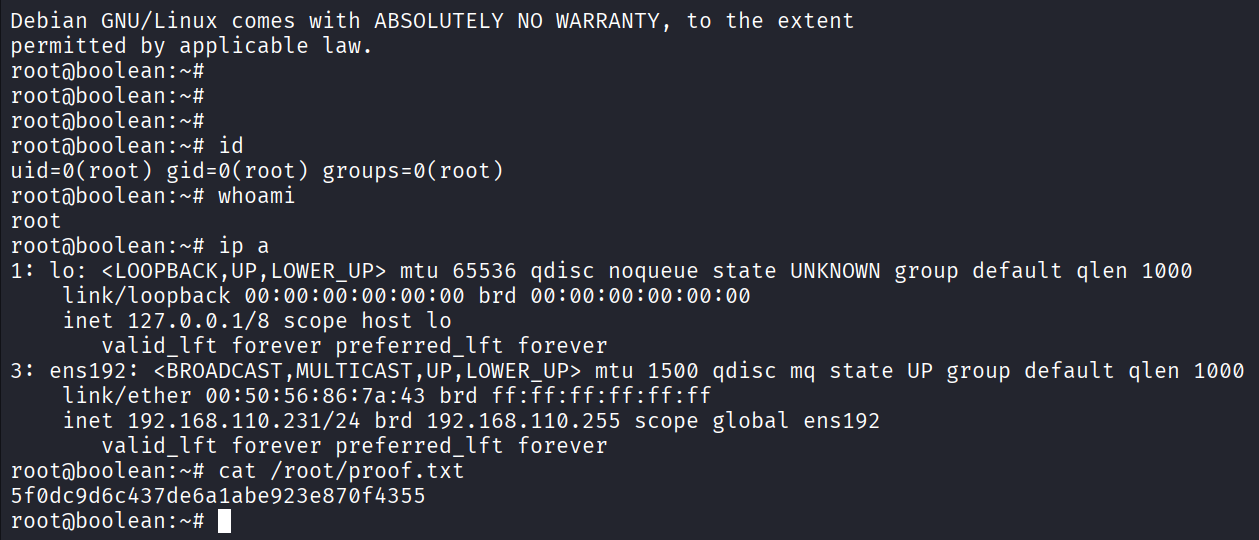 Debian GNU/Linux comes with ABSOLUTELY NO WARRANTY, to the extent
permitted by applicable law.
root@boolean:~#
root@boolean:~#
root@boolean:~#
root@boolean:~# id
uid=0(root) gid=0(root) groups=0(root)
root@boolean:~# whoami
root
root@boolean:~# ip a
1: lo: <LOOPBACK,UP,LOWER_UP> mtu 65536 qdisc noqueue state UNKNOWN group default qlen 1000
    link/loopback 00:00:00:00:00:00 brd 00:00:00:00:00:00
    inet 127.0.0.1/8 scope host lo
       valid_lft forever preferred_lft forever
3: ens192: <BROADCAST,MULTICAST,UP,LOWER_UP> mtu 1500 qdisc mq state UP group default qlen 1000
    link/ether 00:50:56:86:7a:43 brd ff:ff:ff:ff:ff:ff
    inet 192.168.110.231/24 brd 192.168.110.255 scope global ens192
       valid_lft forever preferred_lft forever
root@boolean:~# cat /root/proof.txt
5f0dc9d6c437de6a1abe923e870f4355
root@boolean:~#